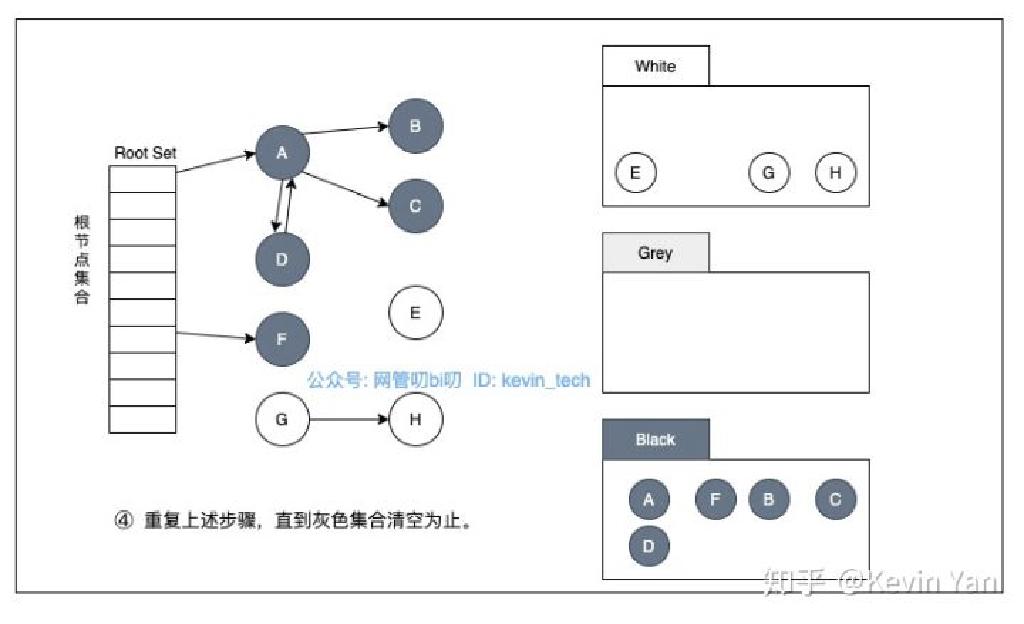 White
B
Root Set
A
E
G
H
根节点集合
C
Grey
D
E
F
公众号: 网管叨bi叨 ID: kevin_tech
G
H
Black
A
F
B
C
④ 重复上述步骤，直到灰色集合清空为止。
D
知乎 @Kevin Yan